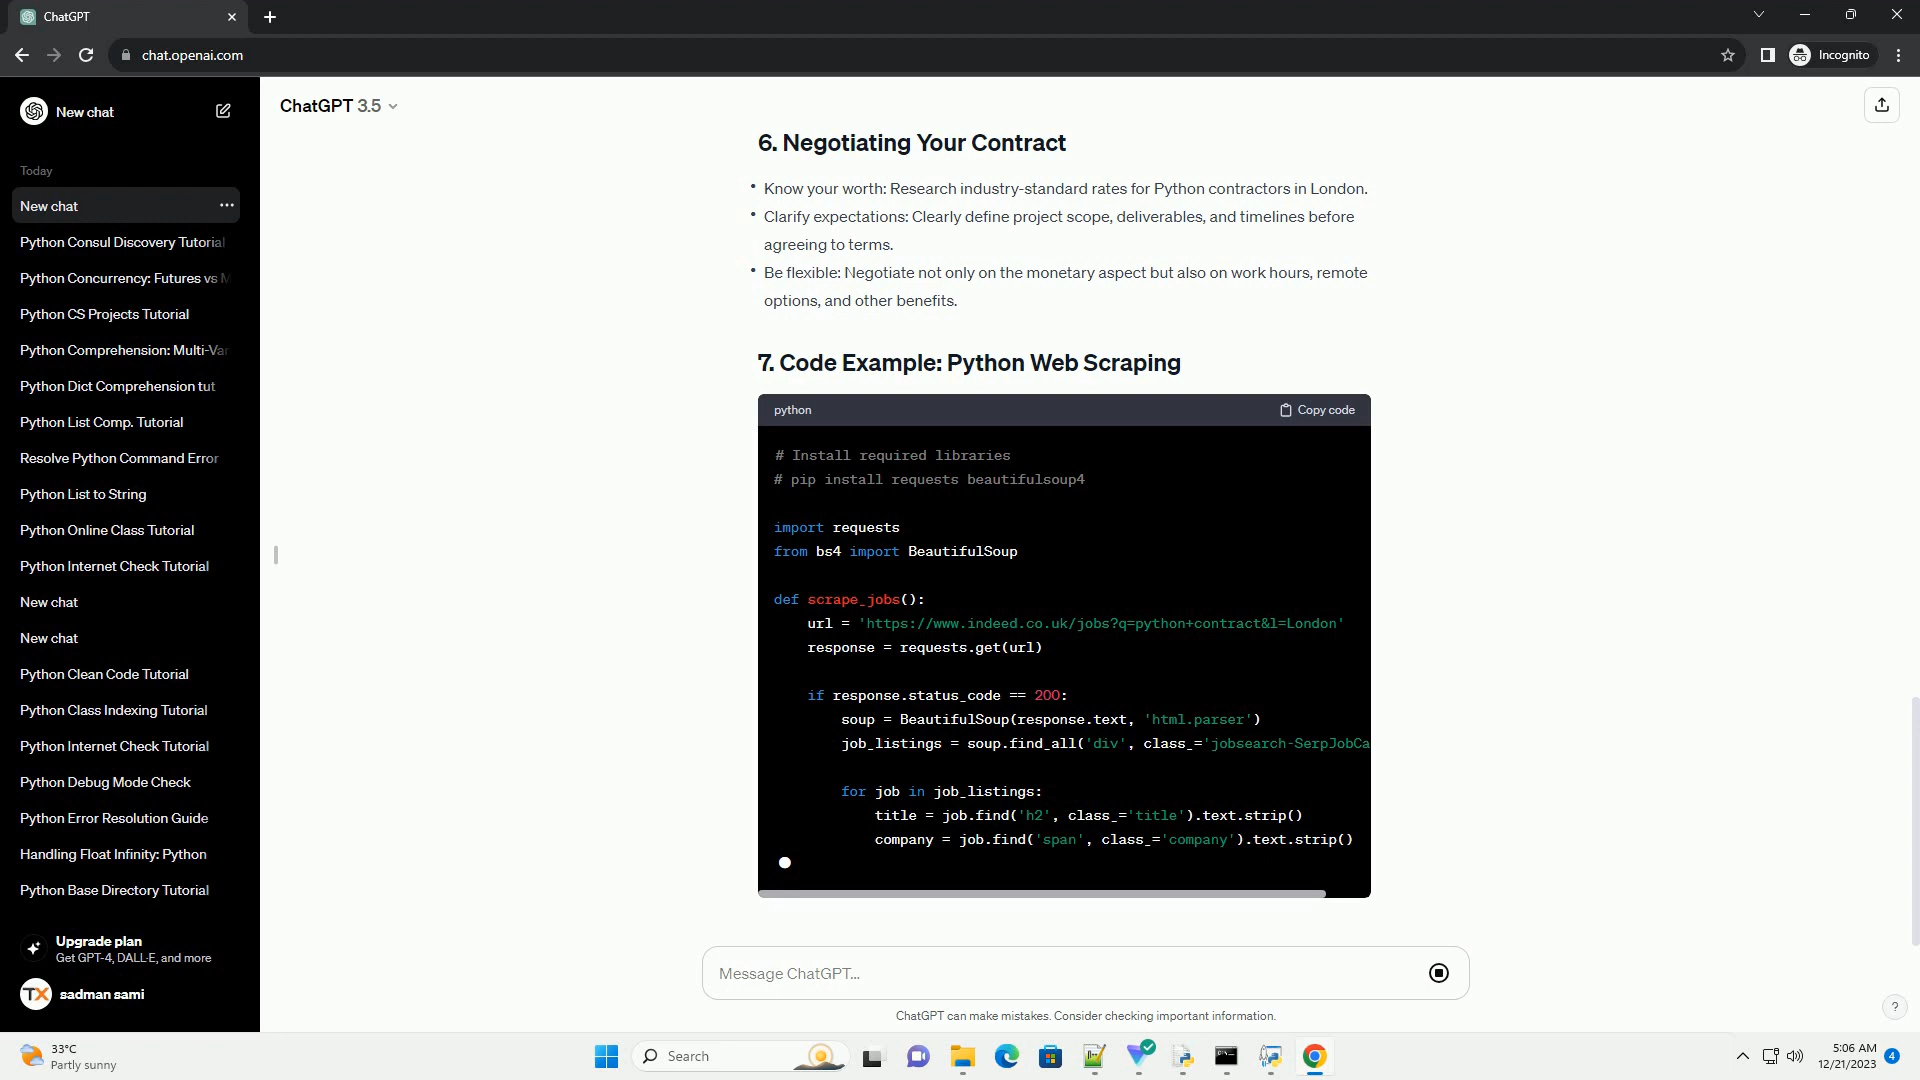 ChatGPT
chat.openai.com
Incognito
New chat
ChatGPT 3.5
Today
New chat
Python Consul Discovery Tutorial
Python Concurrency: Futures vs M
Python CS Projects Tutorial
Python Comprehension: Multi-Var
Python Dict Comprehension tut
Python List Comp. Tutorial
Resolve Python Command Error
Python List to String
Python Online Class Tutorial
Python Internet Check Tutorial
New chat
New chat
Python Clean Code Tutorial
Python Class Indexing Tutorial
Python Internet Check Tutorial
Python Debug Mode Check
Python Error Resolution Guide
Handling Float Infinity: Python
Python Base Directory Tutorial
Upgrade plan
Get GPT-4, DALL·E, and more
TX sadman sami
6. Negotiating Your Contract
• Know your worth: Research industry-standard rates for Python contractors in London.
• Clarify expectations: Clearly define project scope, deliverables, and timelines before
agreeing to terms.
• Be flexible: Negotiate not only on the monetary aspect but also on work hours, remote
options, and other benefits.
7. Code Example: Python Web Scraping
python
Copy code
# Install required libraries
# pip install requests beautifulsoup4
import requests
from bs4 import BeautifulSoup
def scrape_jobs():
url = 'https://www.indeed.co.uk/jobs?q=python+contract&l=London'
response = requests.get(url)
if response.status_code == 200:
soup = BeautifulSoup(response.text, 'html.parser')
job_listings = soup.find_all('div', class_='jobsearch-SerpJobCa
for job in job_listings:
title = job.find('h2', class_='title').text.strip()
company = job.find('span', class_='company').text.strip()
Message ChatGPT...
ChatGPT can make mistakes. Consider checking important information.
?
33°C
Partly sunny
Search
5:06 AM
12/21/2023
4